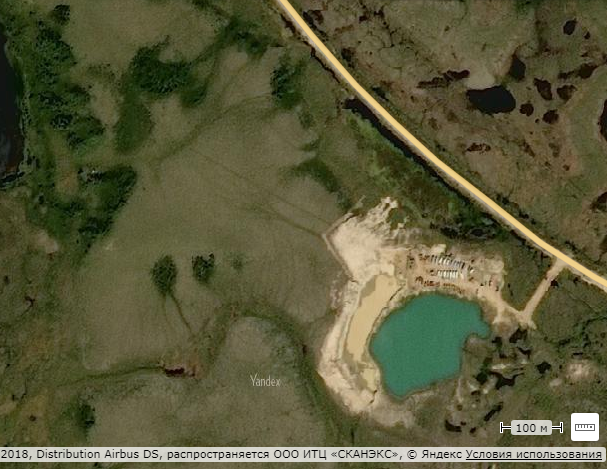 Yandex
100 м
2018, Distribution Airbus DS, распространяется ООО ИТЦ «СКАНЭКС», © Яндекс Условия использования